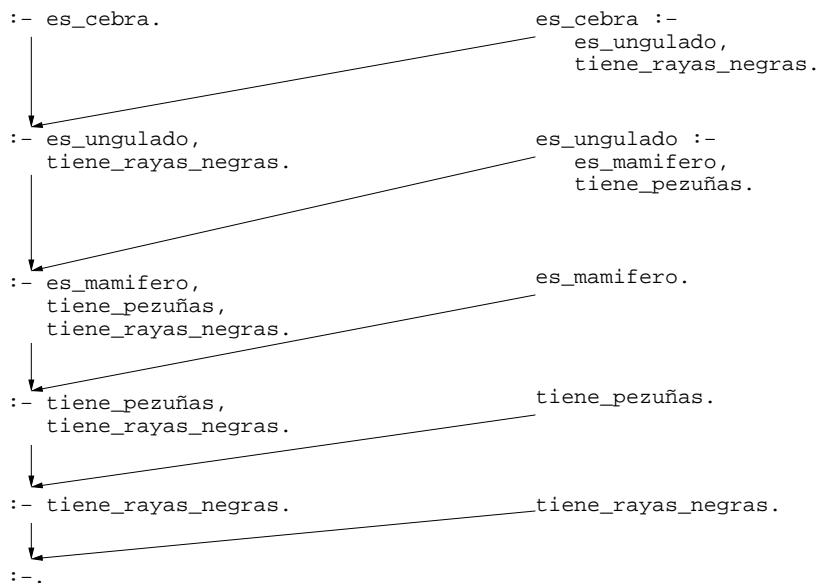 :- es_cebra.
es_cebra :-
es_ungulado,
tiene_rayas_negras.
:- es_ungulado,
tiene_rayas_negras.
es_ungulado :-
es_mamifero,
tiene_pezuñas.
:- es_mamifero,
tiene_pezuñas,
tiene_rayas_negras.
es_mamifero.
:- tiene_pezuñas,
tiene_rayas_negras.
tiene_pezuñas.
:- tiene_rayas_negras.
tiene_rayas_negras.
:-.